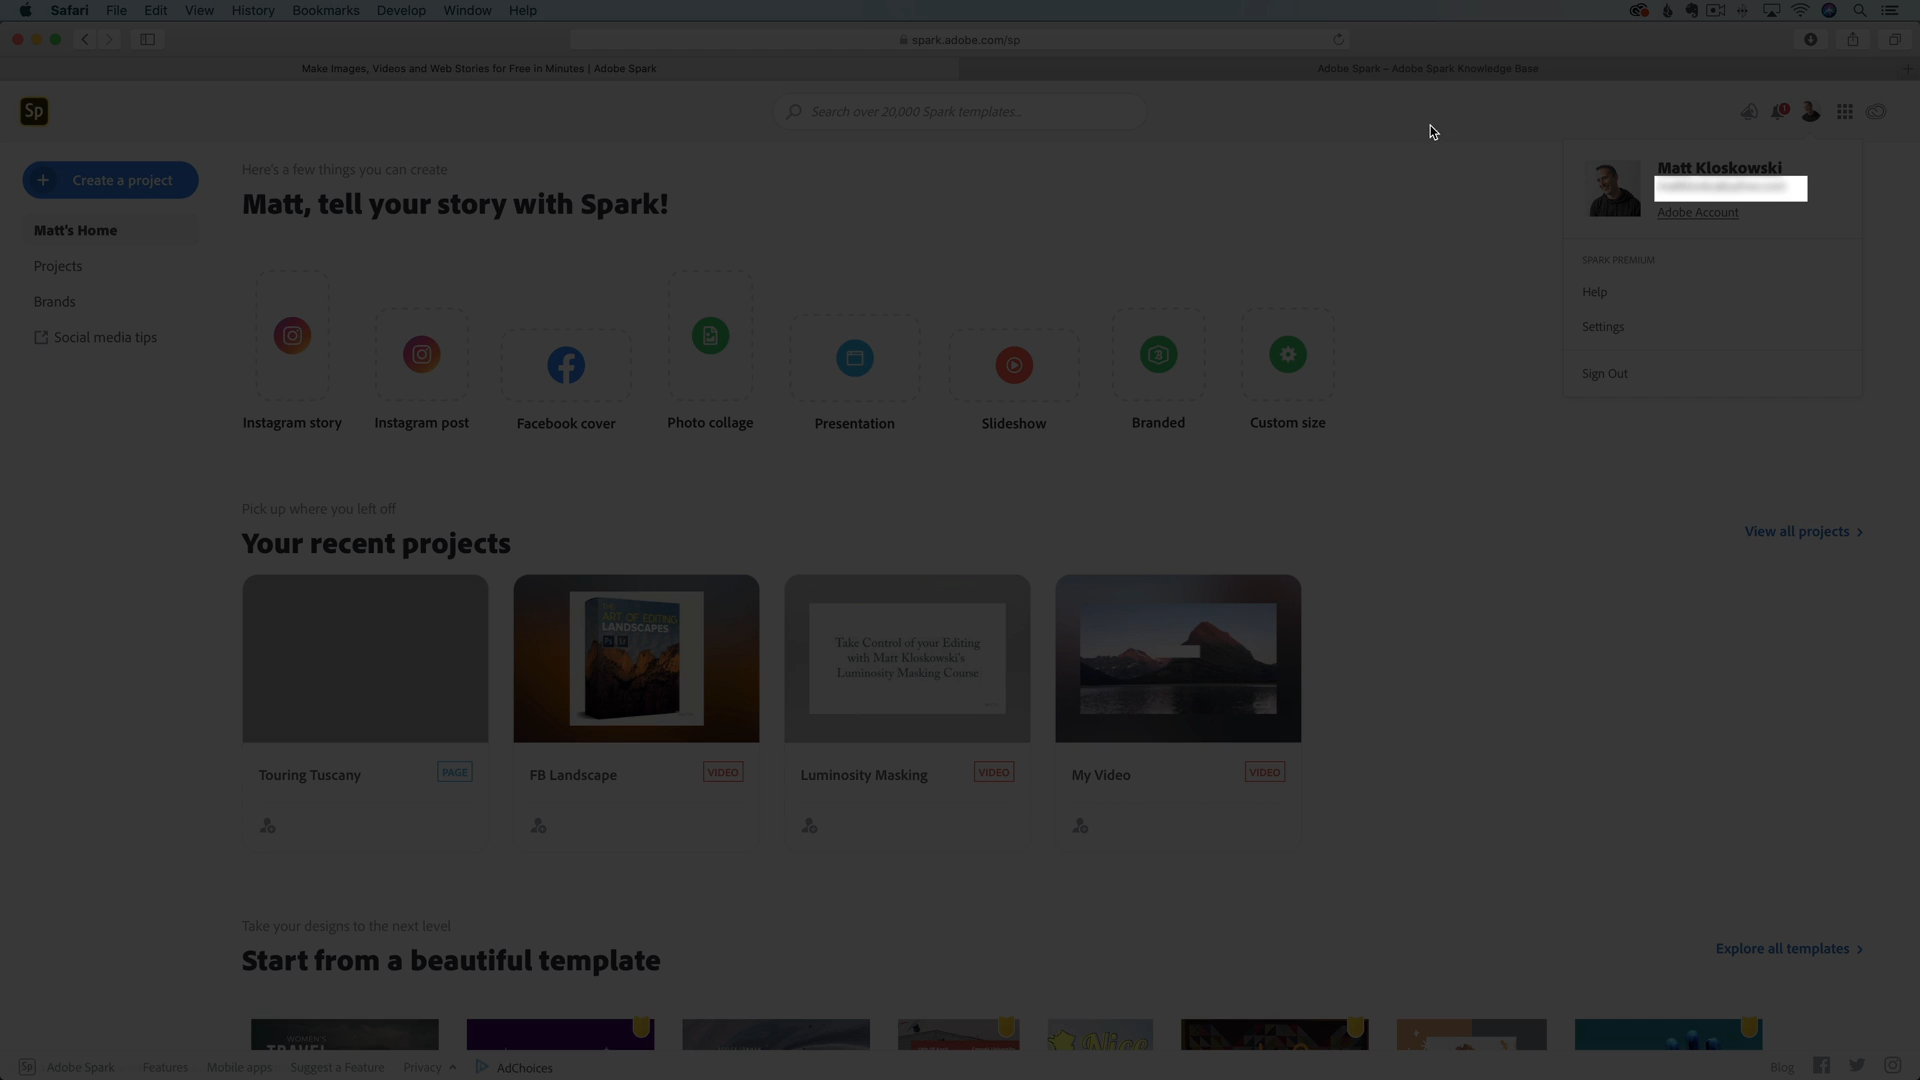 Safari File Edit View History Bookmarks Develop Window Help
spark.adobe.com/sp
Make Images, Videos and Web Stories for Free in Minutes | Adobe Spark
Adobe Spark – Adobe Spark Knowledge Base
Sp
Search over 20,000 Spark templates...
Create a project
Matt's Home
Projects
Brands
Social media tips
Here's a few things you can create
Matt, tell your story with Spark!
Matt Kloskowski
Adobe Account
SPARK PREMIUM
Help
Settings
Sign Out
Instagram story
Instagram post
Facebook cover
Photo collage
Presentation
Slideshow
Branded
Custom size
Pick up where you left off
Your recent projects
View all projects
THE
ART OF EDITING
LANDSCAPES
Take Control of your Editing
with Matt Kloskowski's
Luminosity Masking Course
Touring Tuscany
PAGE
FB Landscape
VIDEO
Luminosity Masking
VIDEO
My Video
VIDEO
Take your designs to the next level
Start from a beautiful template
Explore all templates
WOMEN'S
TRAVEL
Nice
Sp Adobe Spark Features Mobile apps Suggest a Feature Privacy AdChoices Blog